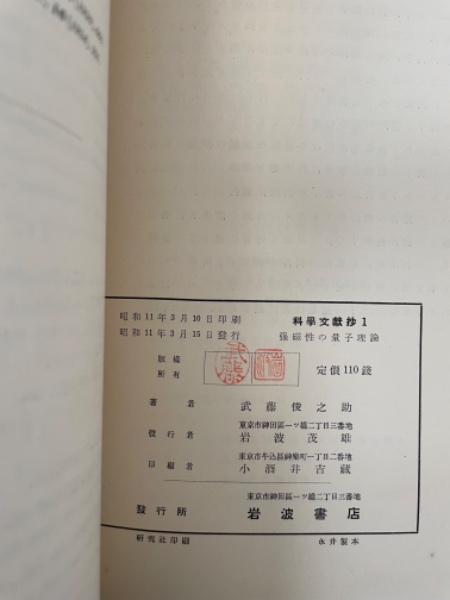 昭和11年3月10日印刷
昭和11年3月15日發行
科學文獻抄1
强磁性の量子理論
版權
所有
武藤
定價110錢
著者
武藤俊之助
發行者
東京市神田區一ツ橋二丁目三番地
岩波茂雄
印刷者
東京市牛込區神樂町一丁目二番地
小酒井吉藏
東京市神田區一ツ橋二丁目三番地
發行所
岩波書店
研究社印刷
永井製本